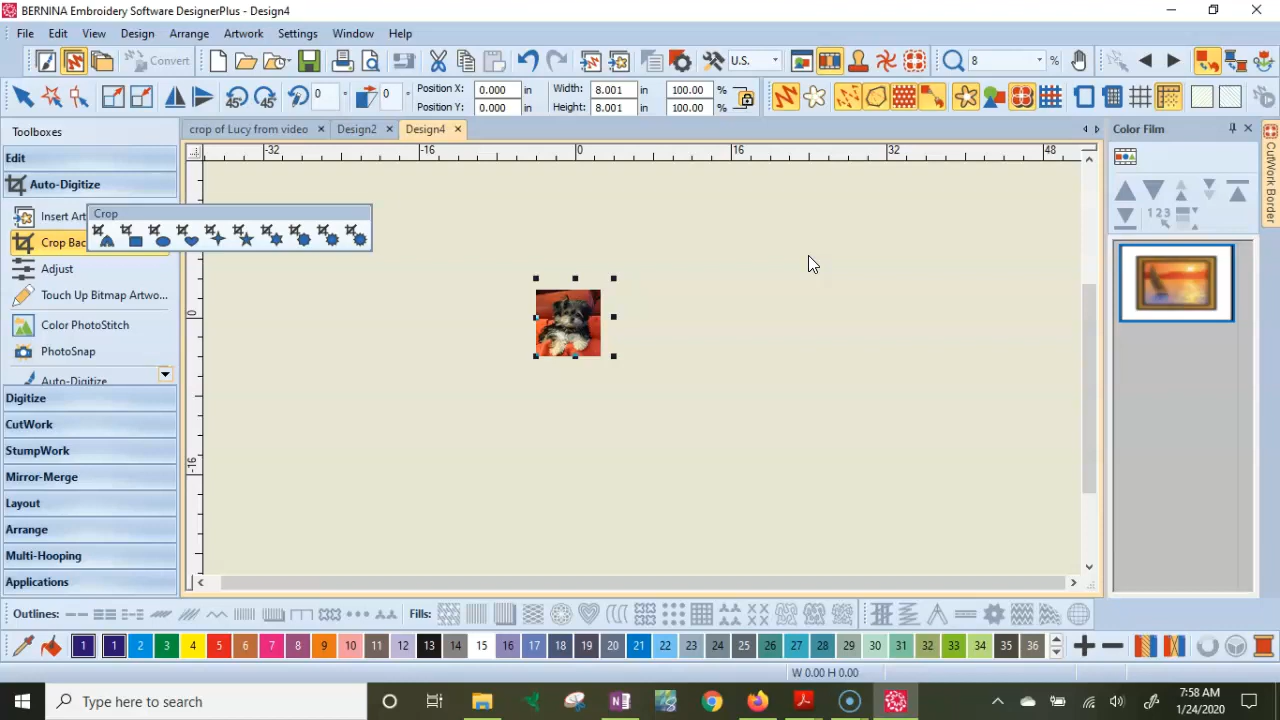 BERNINA Embroidery Software DesignerPlus - Design4
File Edit View Design Arrange Artwork Settings Window Help
Convert U.S. 8 %
45° 45° 0 ° 0 ° Position X: 0.000 in Width: 8.001 in 100.00 %
Position Y: 0.000 in Height: 8.001 in 100.00 %
Toolboxes
crop of Lucy from video × Design2 × Design4 ×
Color Film
-32 -16 0 16 32 48
Edit
Auto-Digitize
Crop
Insert Art
Crop Bac
Adjust
Touch Up Bitmap Artwo...
Color PhotoSnitch
PhotoSnap
Auto-Digitize
Digitize
CutWork
StumpWork
Mirror-Merge
Layout
Arrange
Multi-Hooping
Applications
0
-16
1 2 3
CutWork Border
Outlines: Fills:
1 1 2 3 4 5 6 7 8 9 10 11 12 13 14 15 16 17 18 19 20 21 22 23 24 25 26 27 28 29 30 31 32 33 34 35 36
W 0.00 H 0.00
Type here to search
7:58 AM
1/24/2020